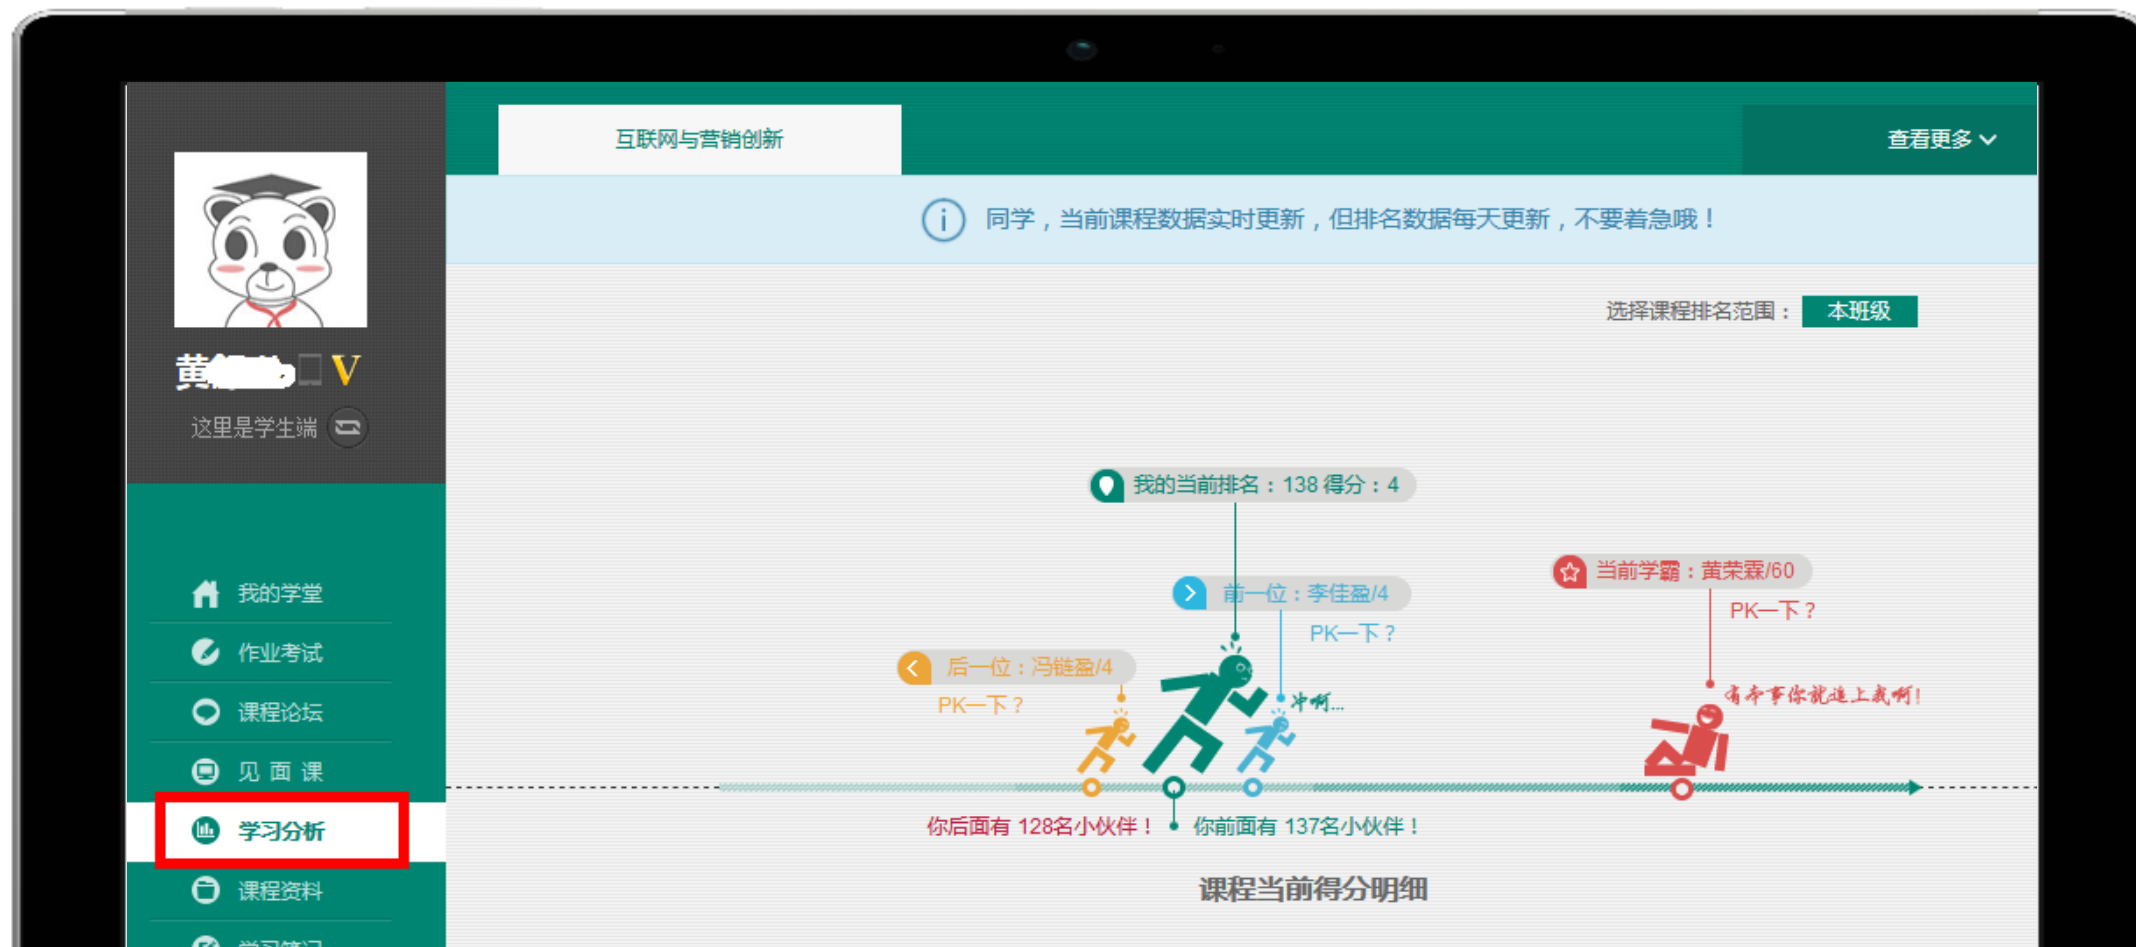 互联网与营销创新
查看更多
同学，当前课程数据实时更新，但排名数据每天更新，不要着急哦！
选择课程排名范围： 本班级
黄 V
这里是学生端
我的学堂
作业考试
课程论坛
见 面 课
学习分析
课程资料
学习笔记
我的当前排名：138 得分：4
当前学霸：黄荣霖/60
PK一下？
前一位：李佳盈/4
PK一下？
后一位：冯链盈/4
PK一下？
冲啊...
有本事你就追上我啊!
你后面有 128名小伙伴！
你前面有 137名小伙伴！
课程当前得分明细